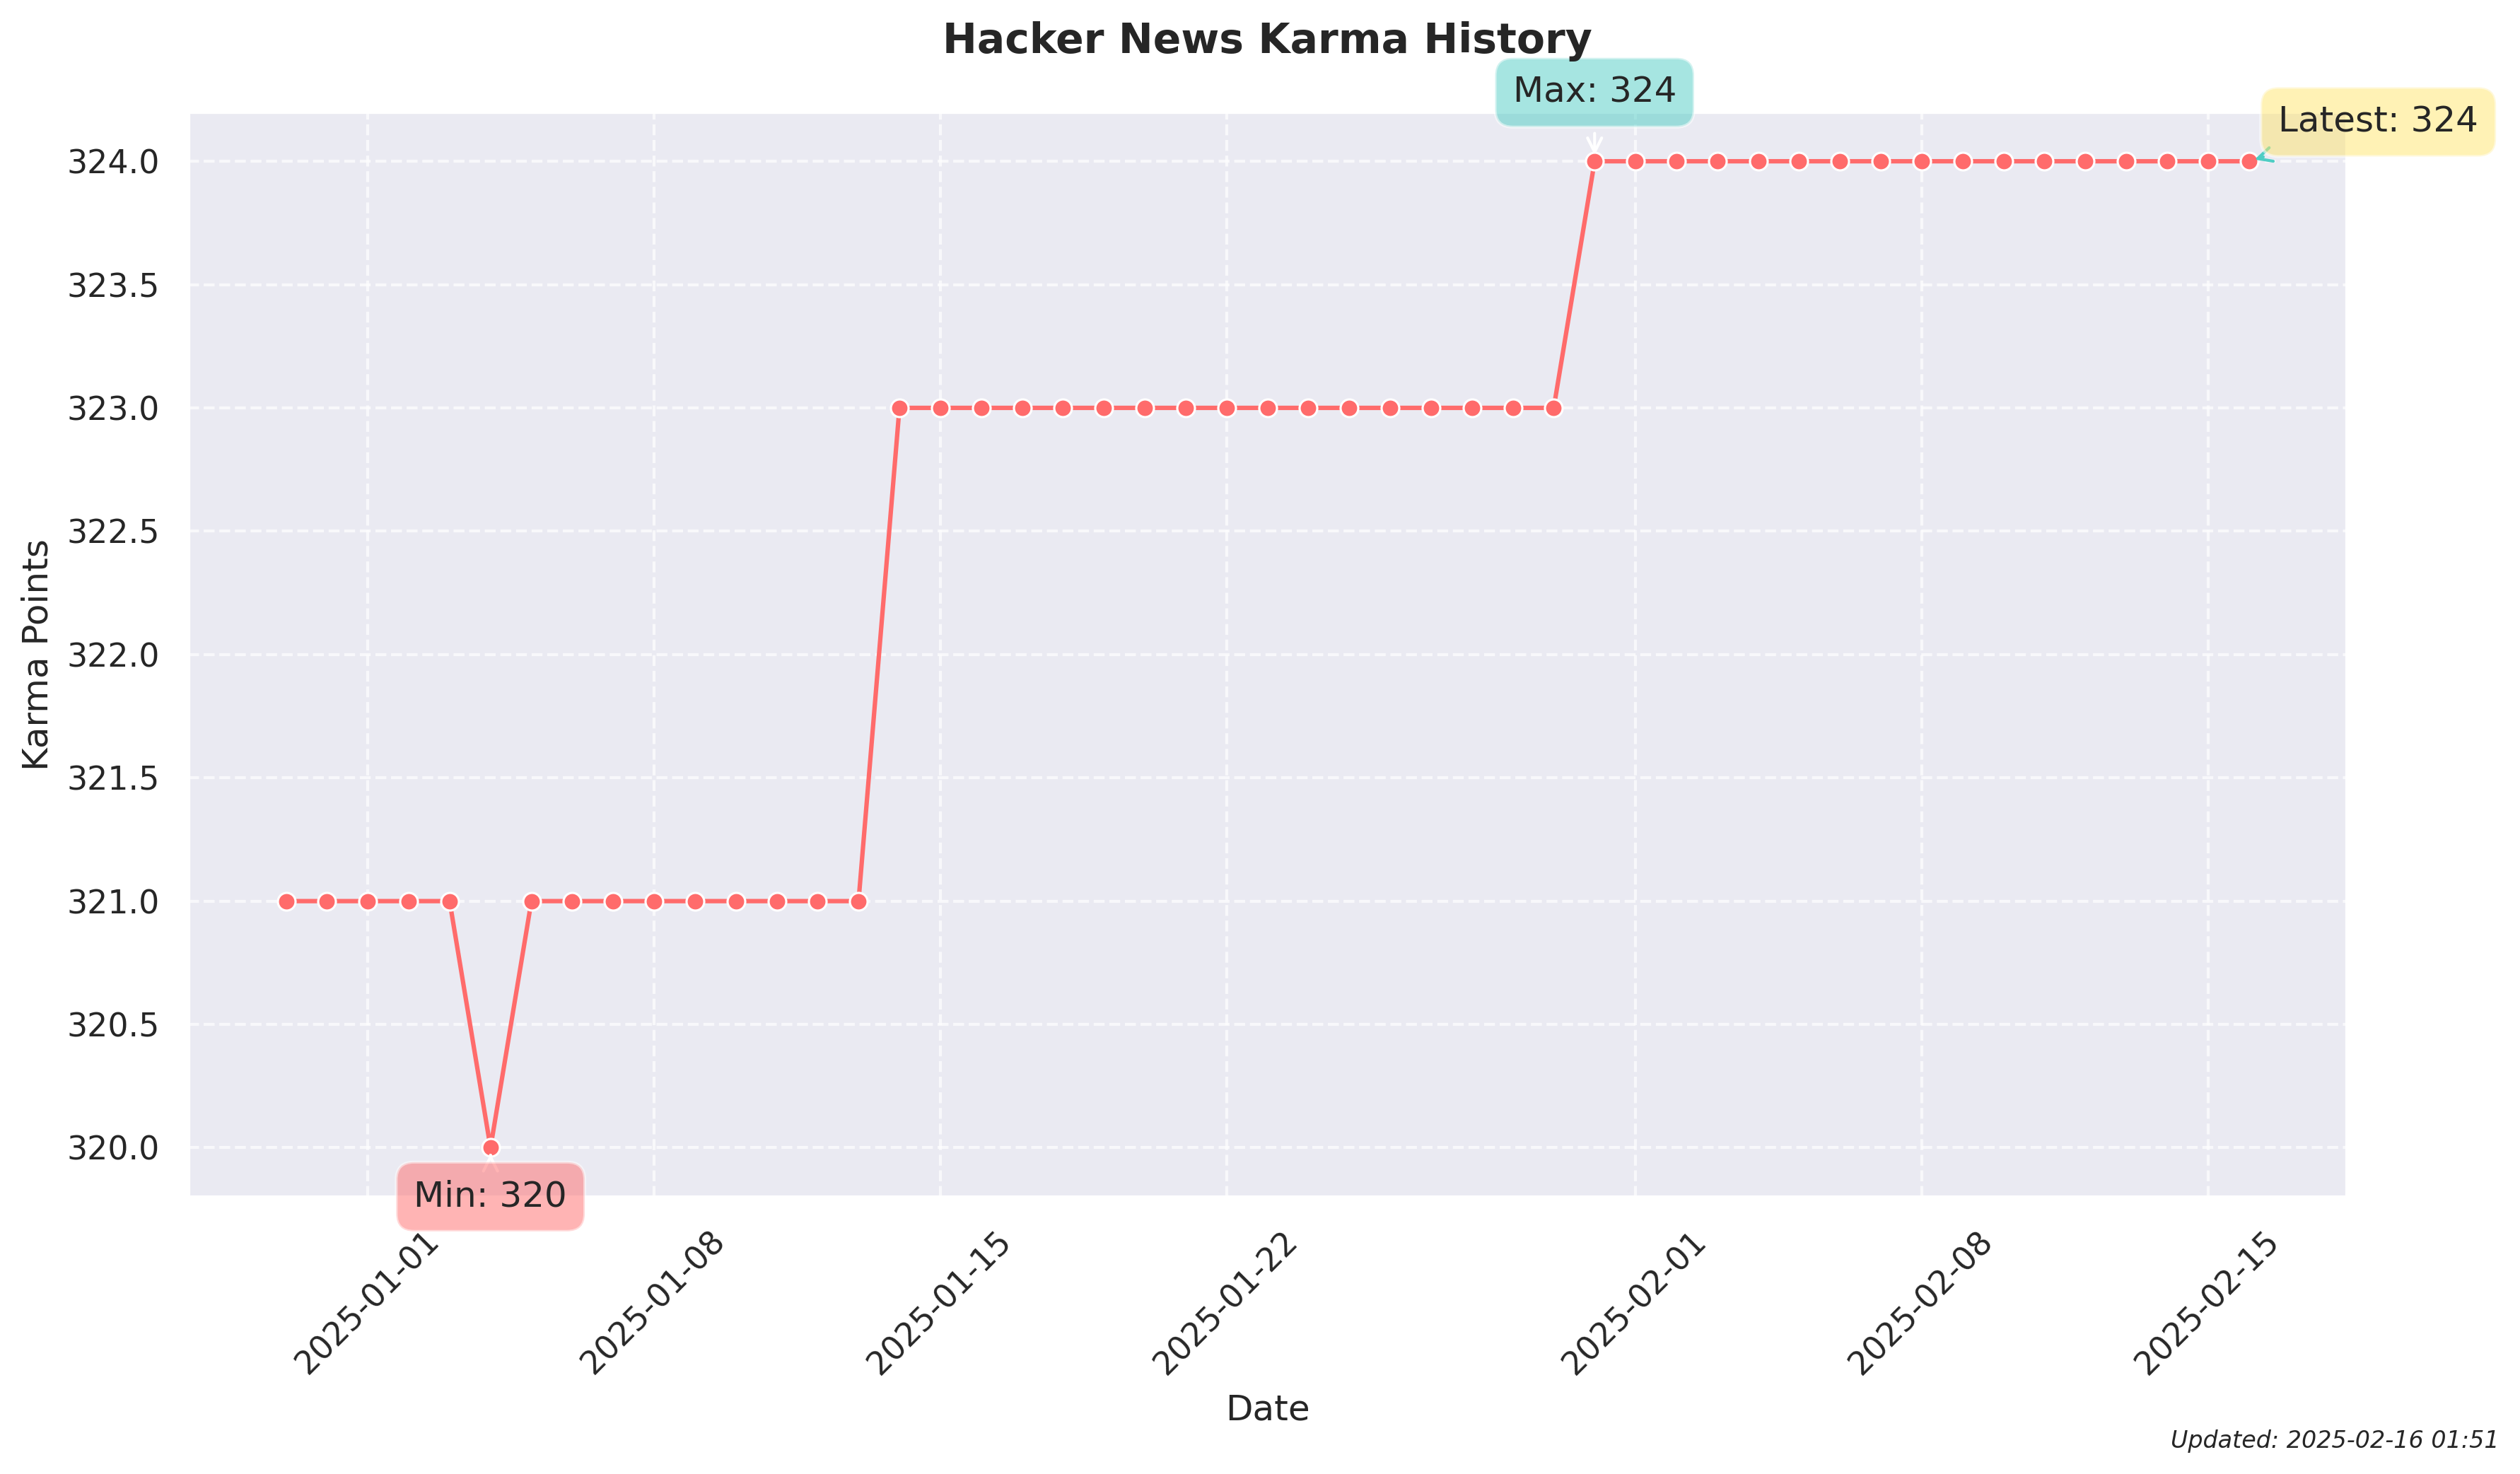 Hacker News Karma History
Max: 324
Latest: 324
324.0
323.5
323.0
322.5
322.0
321.5
321.0
320.5
320.0
Karma Points
Min: 320
2025-01-01
2025-01-08
2025-01-15
2025-01-22
2025-02-01
2025-02-08
2025-02-15
Date
Updated: 2025-02-16 01:51